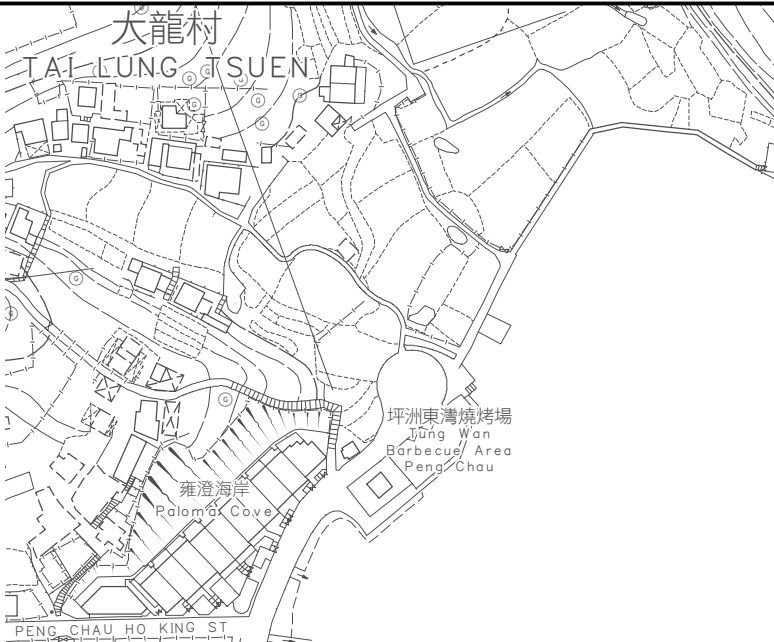 大龍村
TAI LUNG TSUEN
G
G
G
G
G
G
G
G
G
坪洲東灣燒烤場
Tung Wan
Barbecue Area
Peng Chau
雍澄海岸
Paloma Cove
PENG CHAU HO KING ST